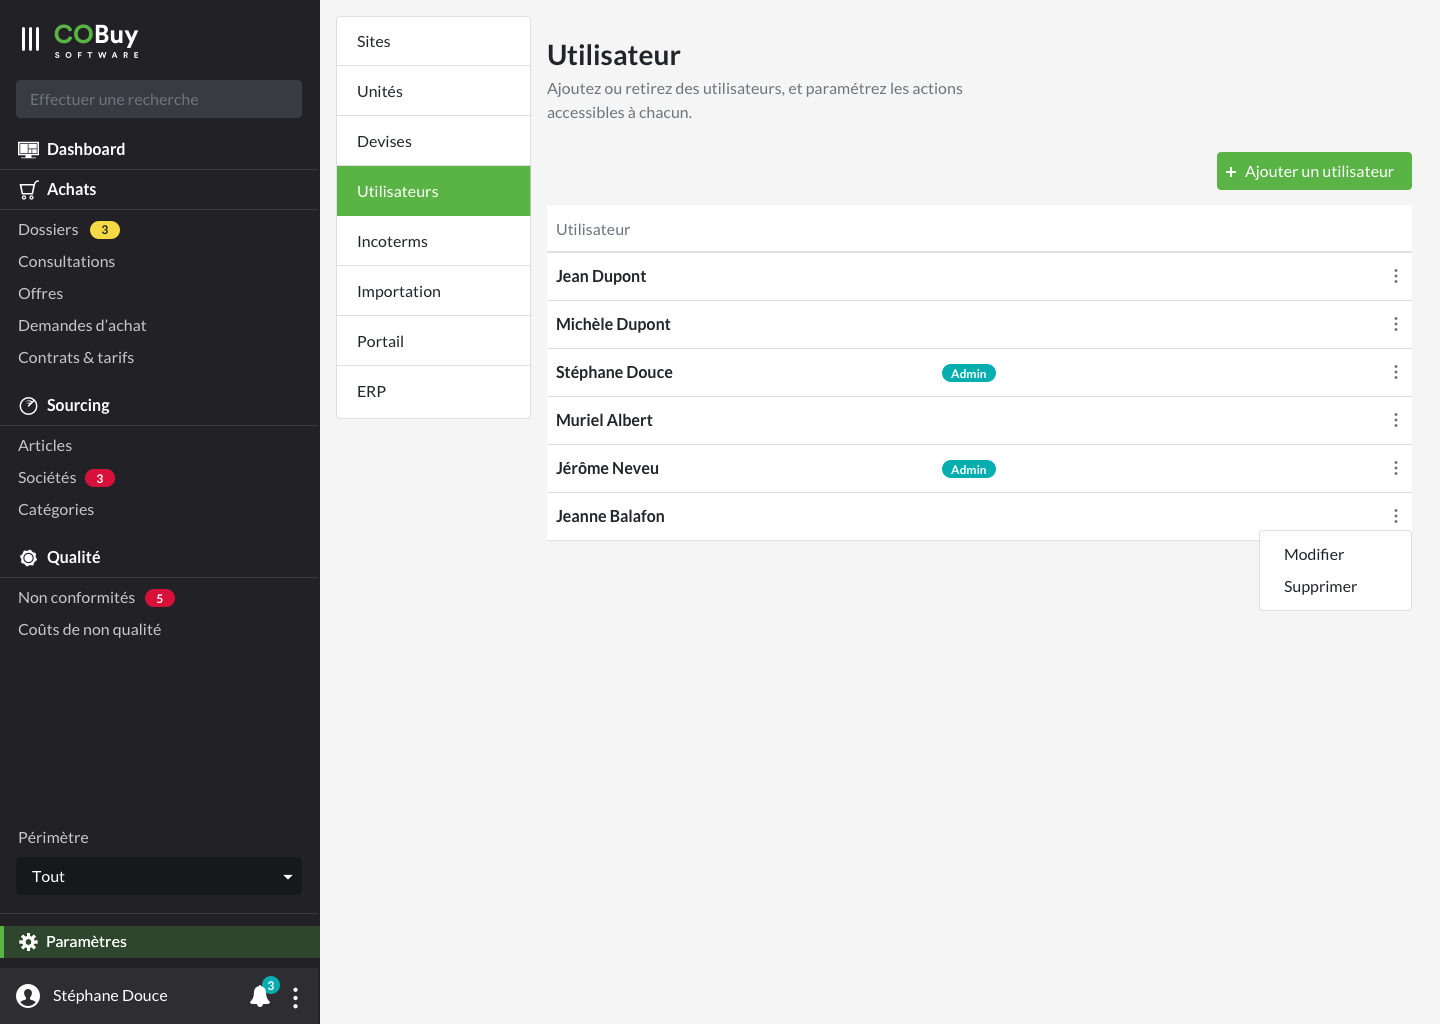 COBuy
SOFTWARE
Effectuer une recherche
Dashboard
Achats
Dossiers 3
Consultations
Offres
Demandes d’achat
Contrats & tarifs
Sourcing
Articles
Sociétés 3
Catégories
Qualité
Non conformités 5
Coûts de non qualité
Périmètre
Tout
Paramètres
Stéphane Douce 3
Sites
Unités
Devises
Utilisateurs
Incoterms
Importation
Portail
ERP
Utilisateur
Ajoutez ou retirez des utilisateurs, et paramétrez les actions
accessibles à chacun.
+ Ajouter un utilisateur
Utilisateur
Jean Dupont
Michèle Dupont
Stéphane Douce Admin
Muriel Albert
Jérôme Neveu Admin
Jeanne Balafon
Modifier
Supprimer